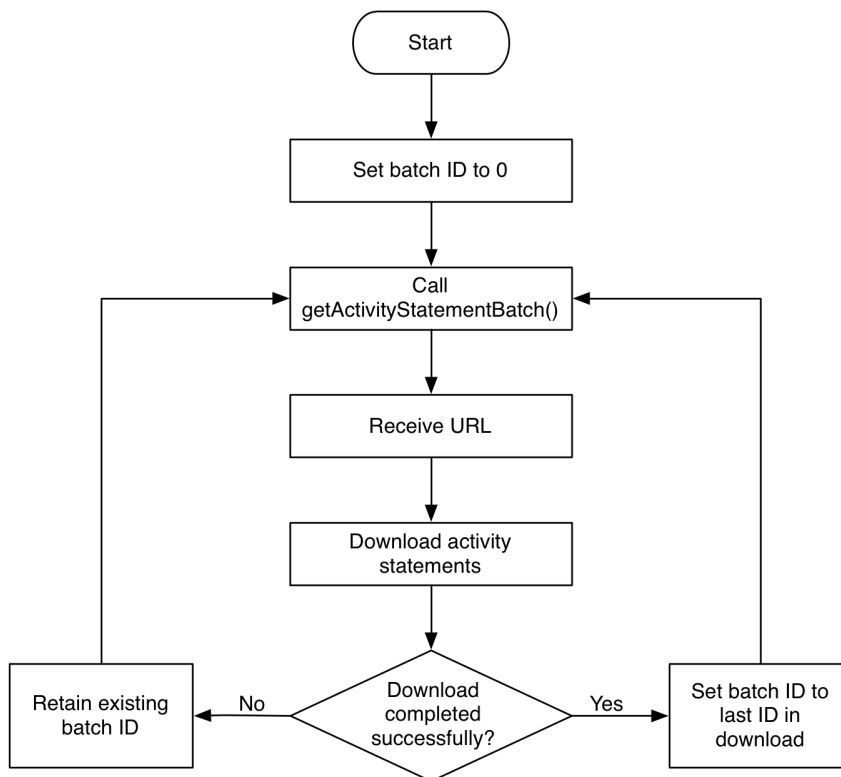 Start
Set batch ID to 0
Call
getActivityStatementBatch()
Receive URL
Download activity
statements
Retain existing
batch ID
No
Download
completed
successfully?
Yes
Set batch ID to
last ID in
download